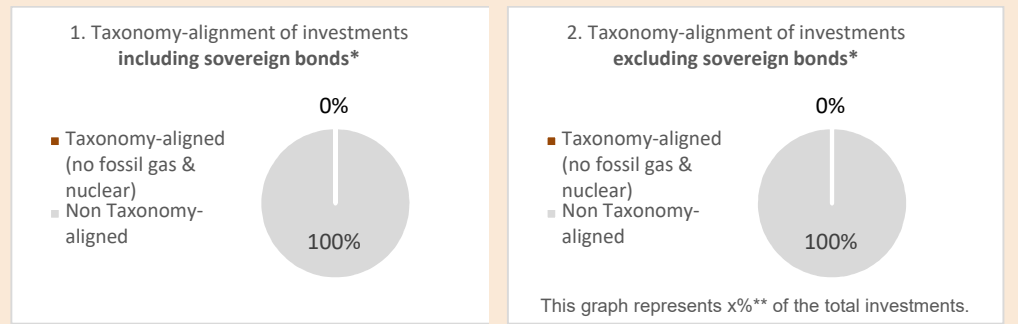 1. Taxonomy-alignment of investments
including sovereign bonds*
0%
Taxonomy-aligned
(no fossil gas &
nuclear)
Non Taxonomy-
aligned
100%
2. Taxonomy-alignment of investments
excluding sovereign bonds*
0%
Taxonomy-aligned
(no fossil gas &
nuclear)
Non Taxonomy-
aligned
100%
This graph represents x%** of the total investments.